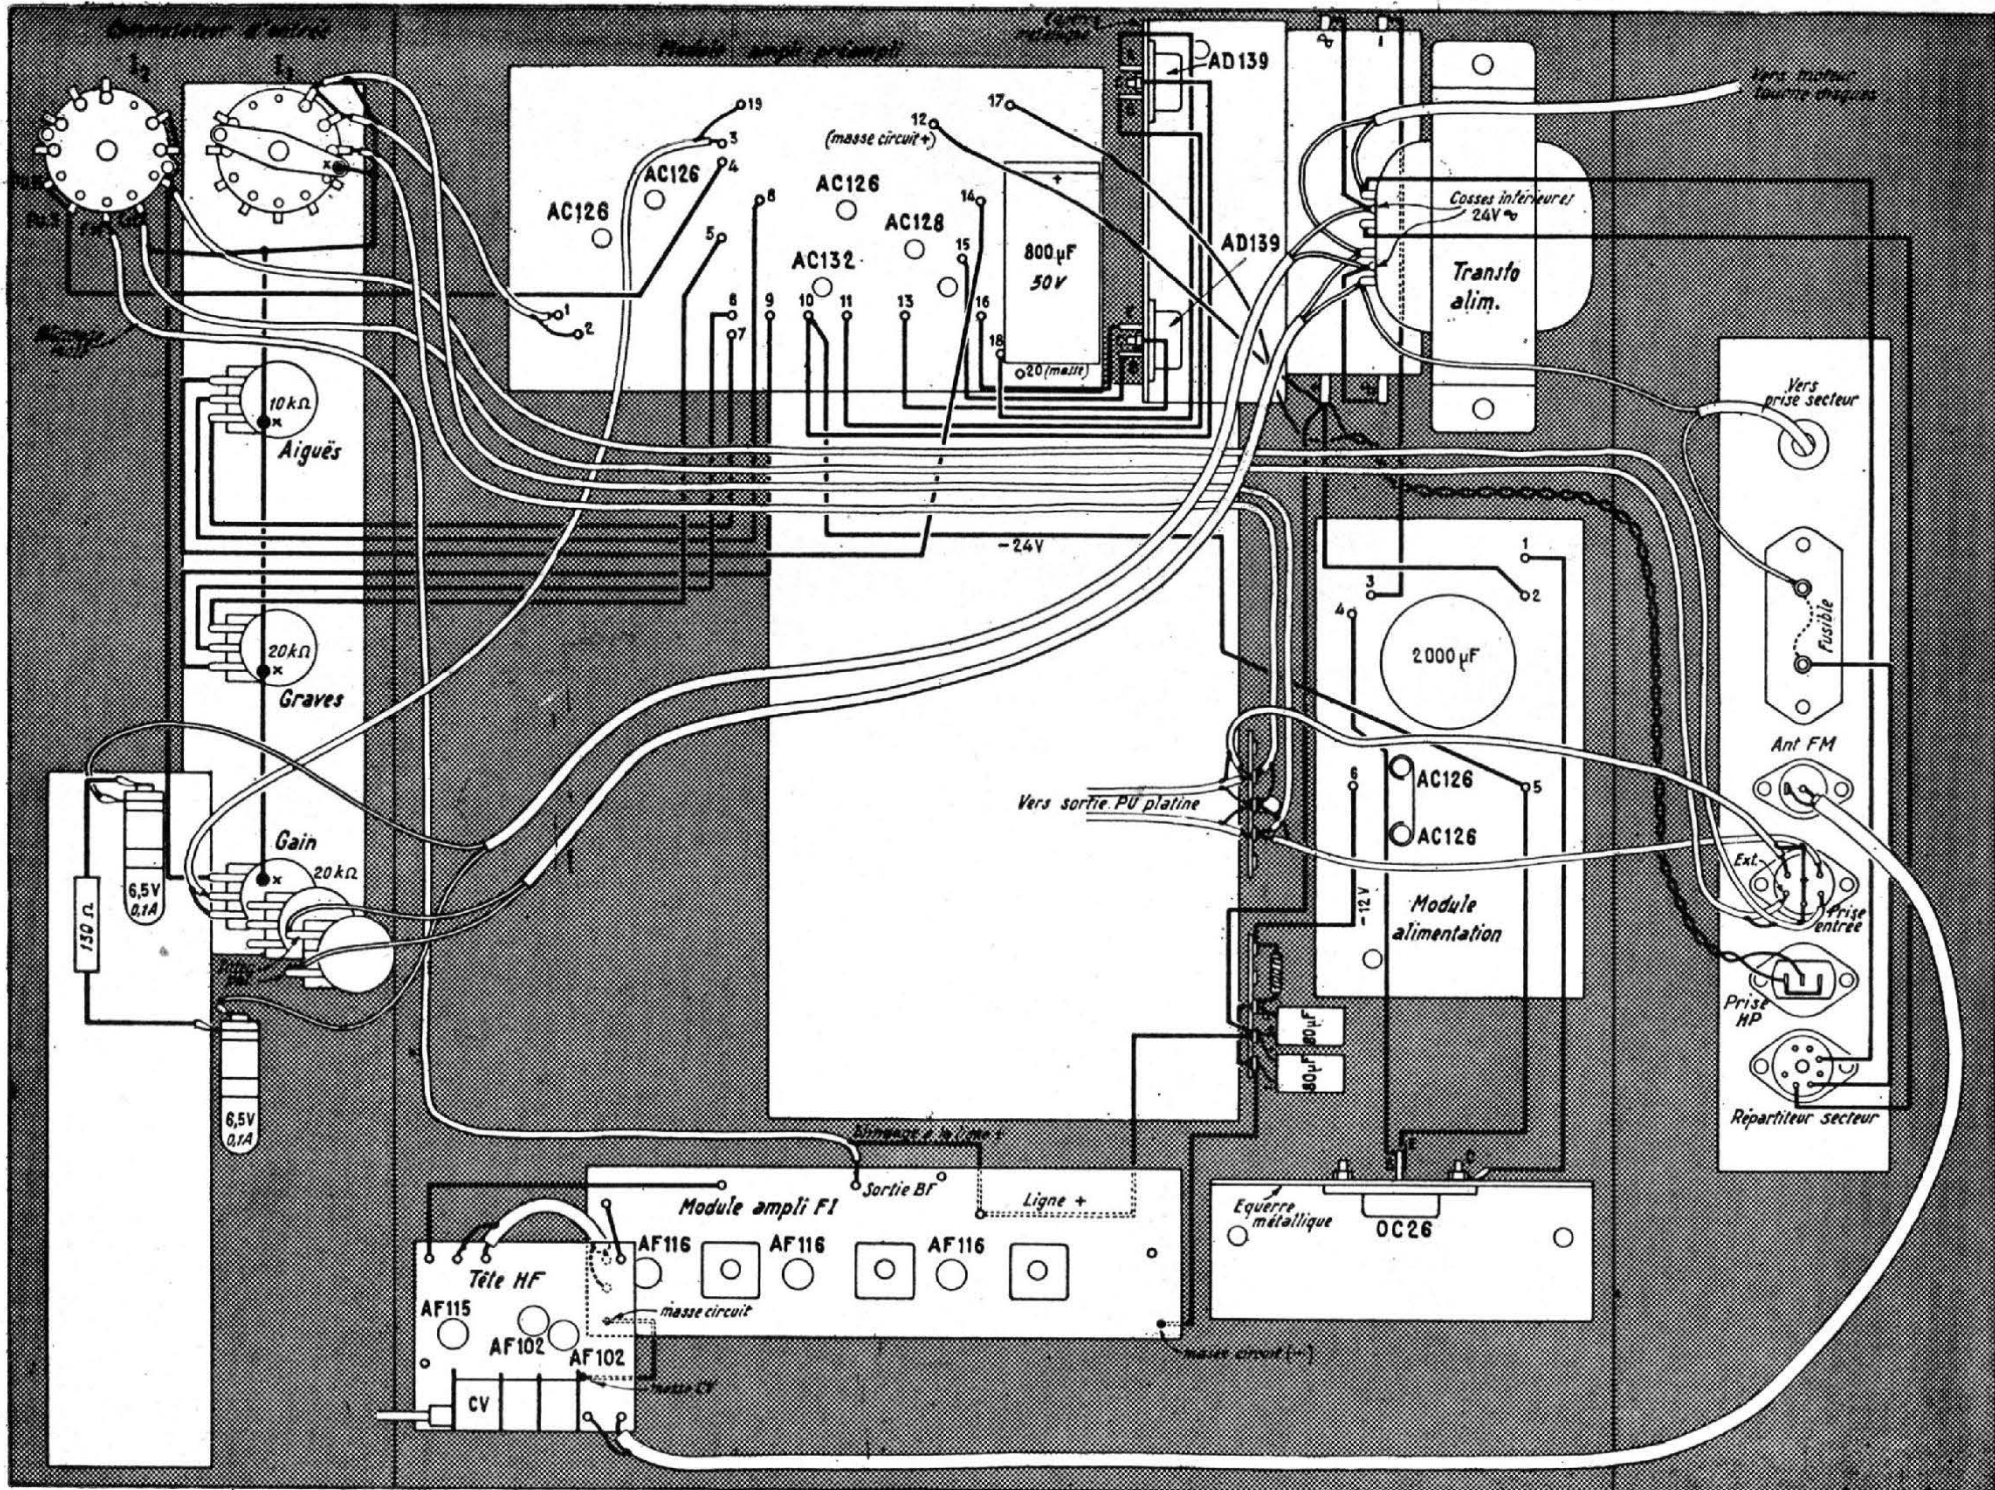 Commutateur d'entrée
I2
I1
Module ampli-préampli
AD139
Vers moteur
tourne disques
19
3
4
AC126
AC126
AC126
AC128
AC132
12
(masse circuit +)
17
8
5
14
15
6
7
9
10
11
13
16
18
1
2
+
800µF
50V
20 (masse)
AD139
Cosses intérieures
24V
Transfo
alim.
Vers
prise secteur
10kΩ
Aiguës
20kΩ
Graves
-24V
1
2
3
4
2000µF
Fusible
Ant FM
Vers sortie PU platine
6
5
AC126
AC126
-12V
Module
alimentation
Ext.
Prise
entrée
Prise
HP
Répartiteur secteur
Gain
20kΩ
6,5V
0,1A
130 Ω
6,5V
0,1A
80µF
80µF
Module ampli FI
Sortie BF
Ligne +
AF116
AF116
AF116
Tête HF
AF115
AF102
AF102
masse circuit
masse CV
CV
masse circuit (-)
Equerre
métallique
C
OC26